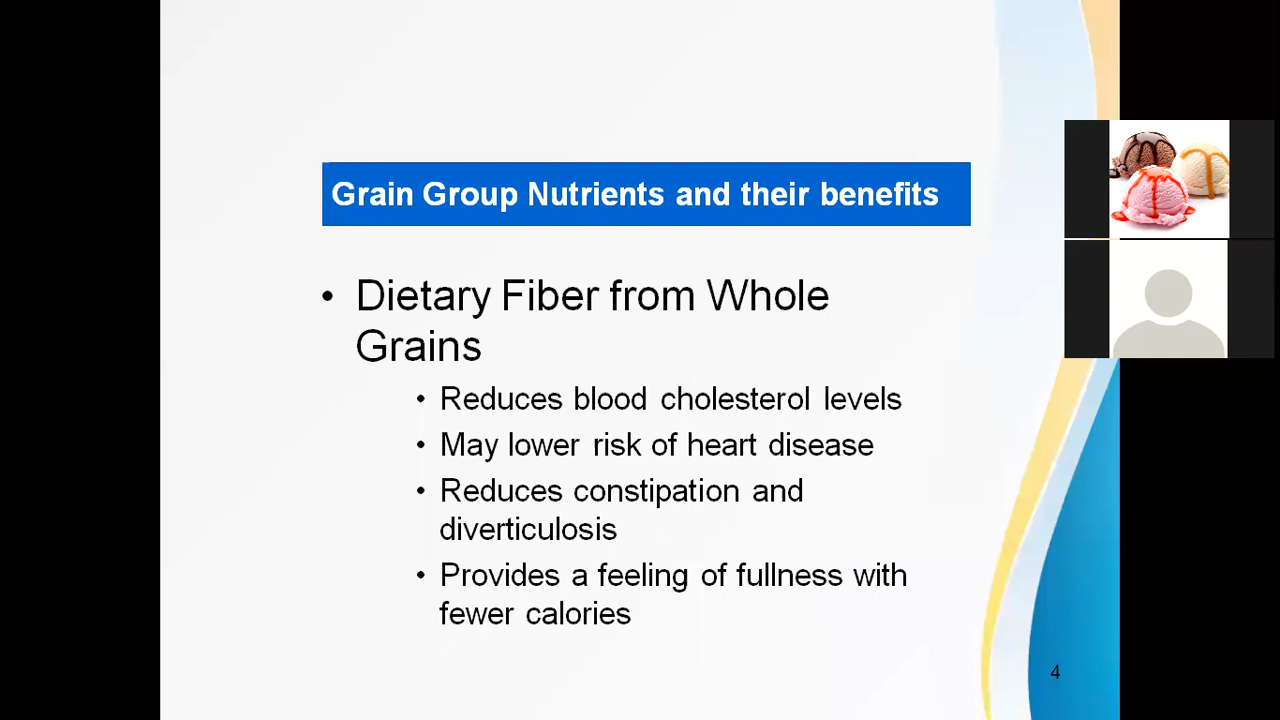 Grain Group Nutrients and their benefits
• Dietary Fiber from Whole
Grains
• Reduces blood cholesterol levels
• May lower risk of heart disease
• Reduces constipation and
diverticulosis
• Provides a feeling of fullness with
fewer calories
4